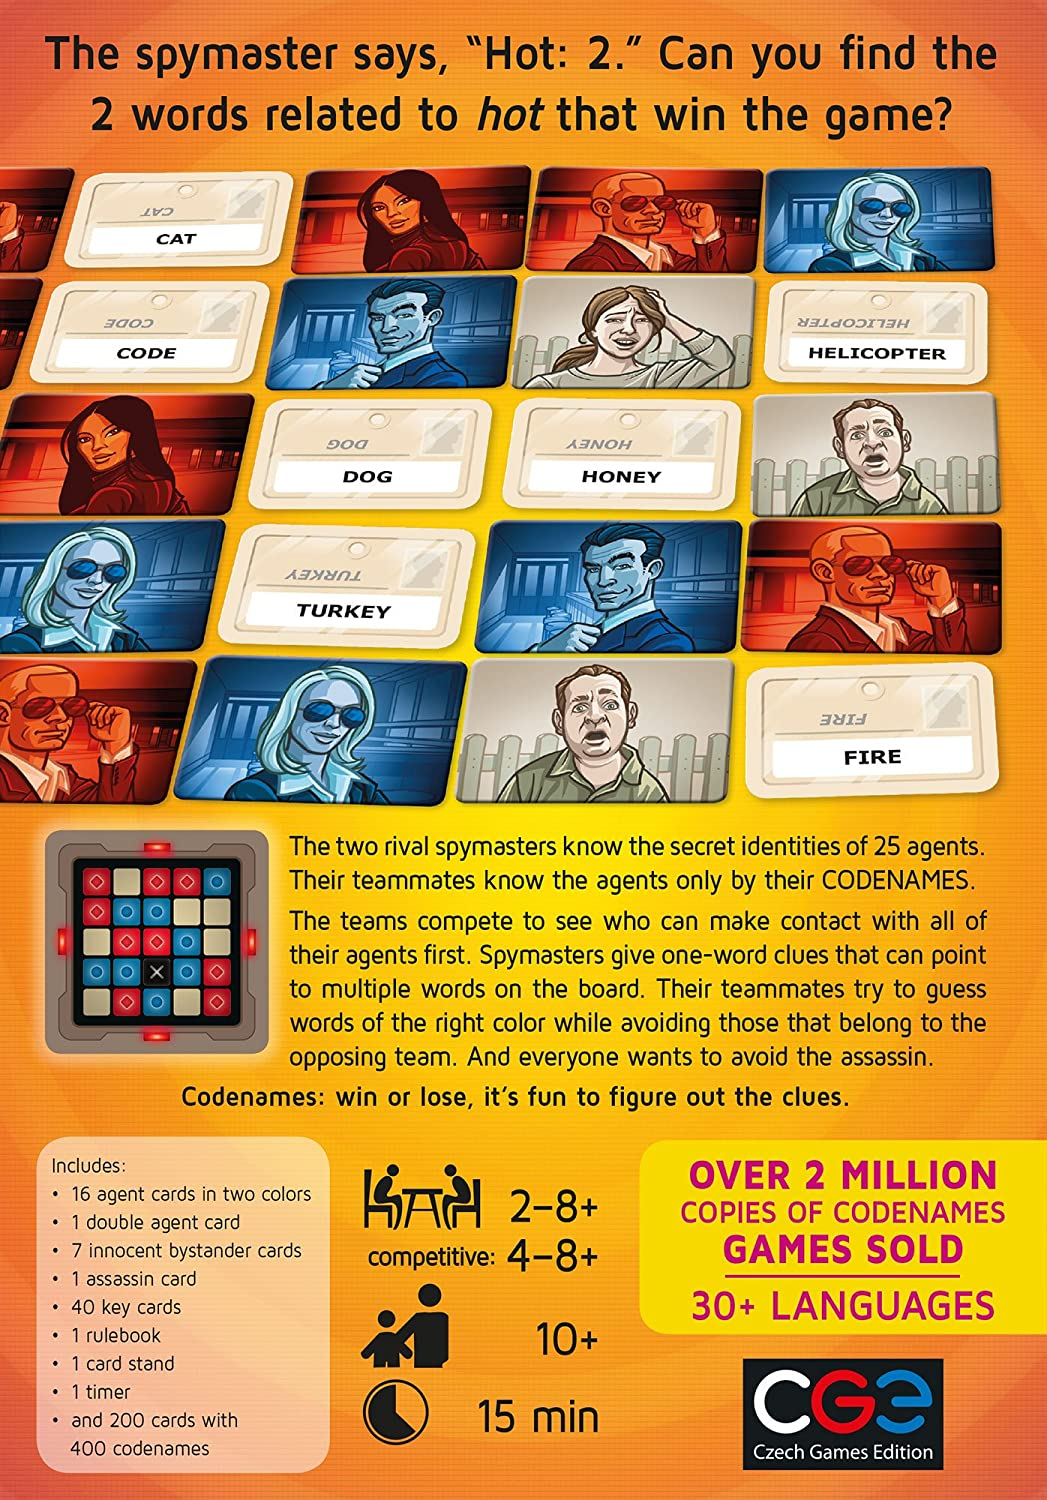 The spymaster says, “Hot: 2.” Can you find the
2 words related to hot that win the game?
CAT
CAT
CODE
CODE
HELICOPTER
HELICOPTER
DOG
DOG
HONEY
HONEY
TURKEY
TURKEY
FIRE
FIRE
The two rival spymasters know the secret identities of 25 agents.
Their teammates know the agents only by their CODENAMES.
The teams compete to see who can make contact with all of
their agents first. Spymasters give one-word clues that can point
to multiple words on the board. Their teammates try to guess
words of the right color while avoiding those that belong to the
opposing team. And everyone wants to avoid the assassin.
Codenames: win or lose, it’s fun to figure out the clues.
Includes:
• 16 agent cards in two colors
• 1 double agent card
• 7 innocent bystander cards
• 1 assassin card
• 40 key cards
• 1 rulebook
• 1 card stand
• 1 timer
• and 200 cards with
400 codenames
2–8+
competitive: 4–8+
10+
15 min
OVER 2 MILLION
COPIES OF CODENAMES
GAMES SOLD
30+ LANGUAGES
CGE
Czech Games Edition